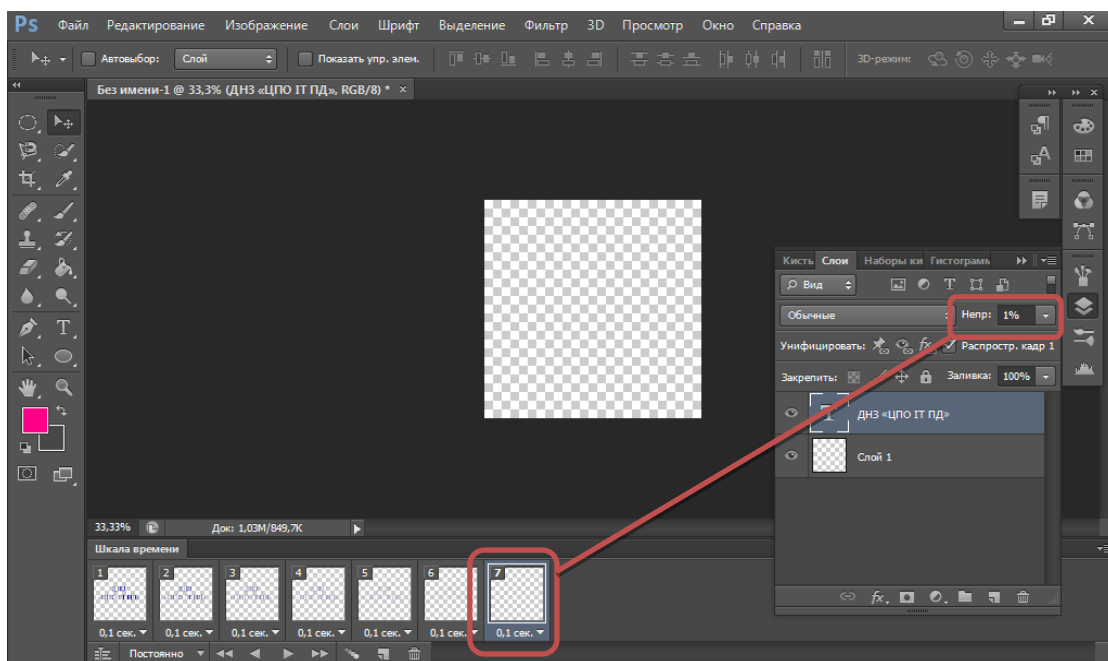 Ps Файл Редактирование Изображение Слои Шрифт Выделение Фильтр 3D Просмотр Окно Справка
Автовыбор: Слой Показать упр. элем. 3D-режим:
Без имени-1 @ 33,3% (ДНЗ «ЦПО ІТ ПД», RGB/8) * ×
Кисть Слои Наборы ки Гистограмм
Вид
Обычные Непр: 1%
Унифицировать: Распростр. кадр 1
Закрепить: Заливка: 100%
ДНЗ «ЦПО ІТ ПД»
Слой 1
33,33% Док: 1,03M/849,7K
Шкала времени
1 2 3 4 5 6 7
0,1 сек. 0,1 сек. 0,1 сек. 0,1 сек. 0,1 сек. 0,1 сек. 0,1 сек.
Постоянно